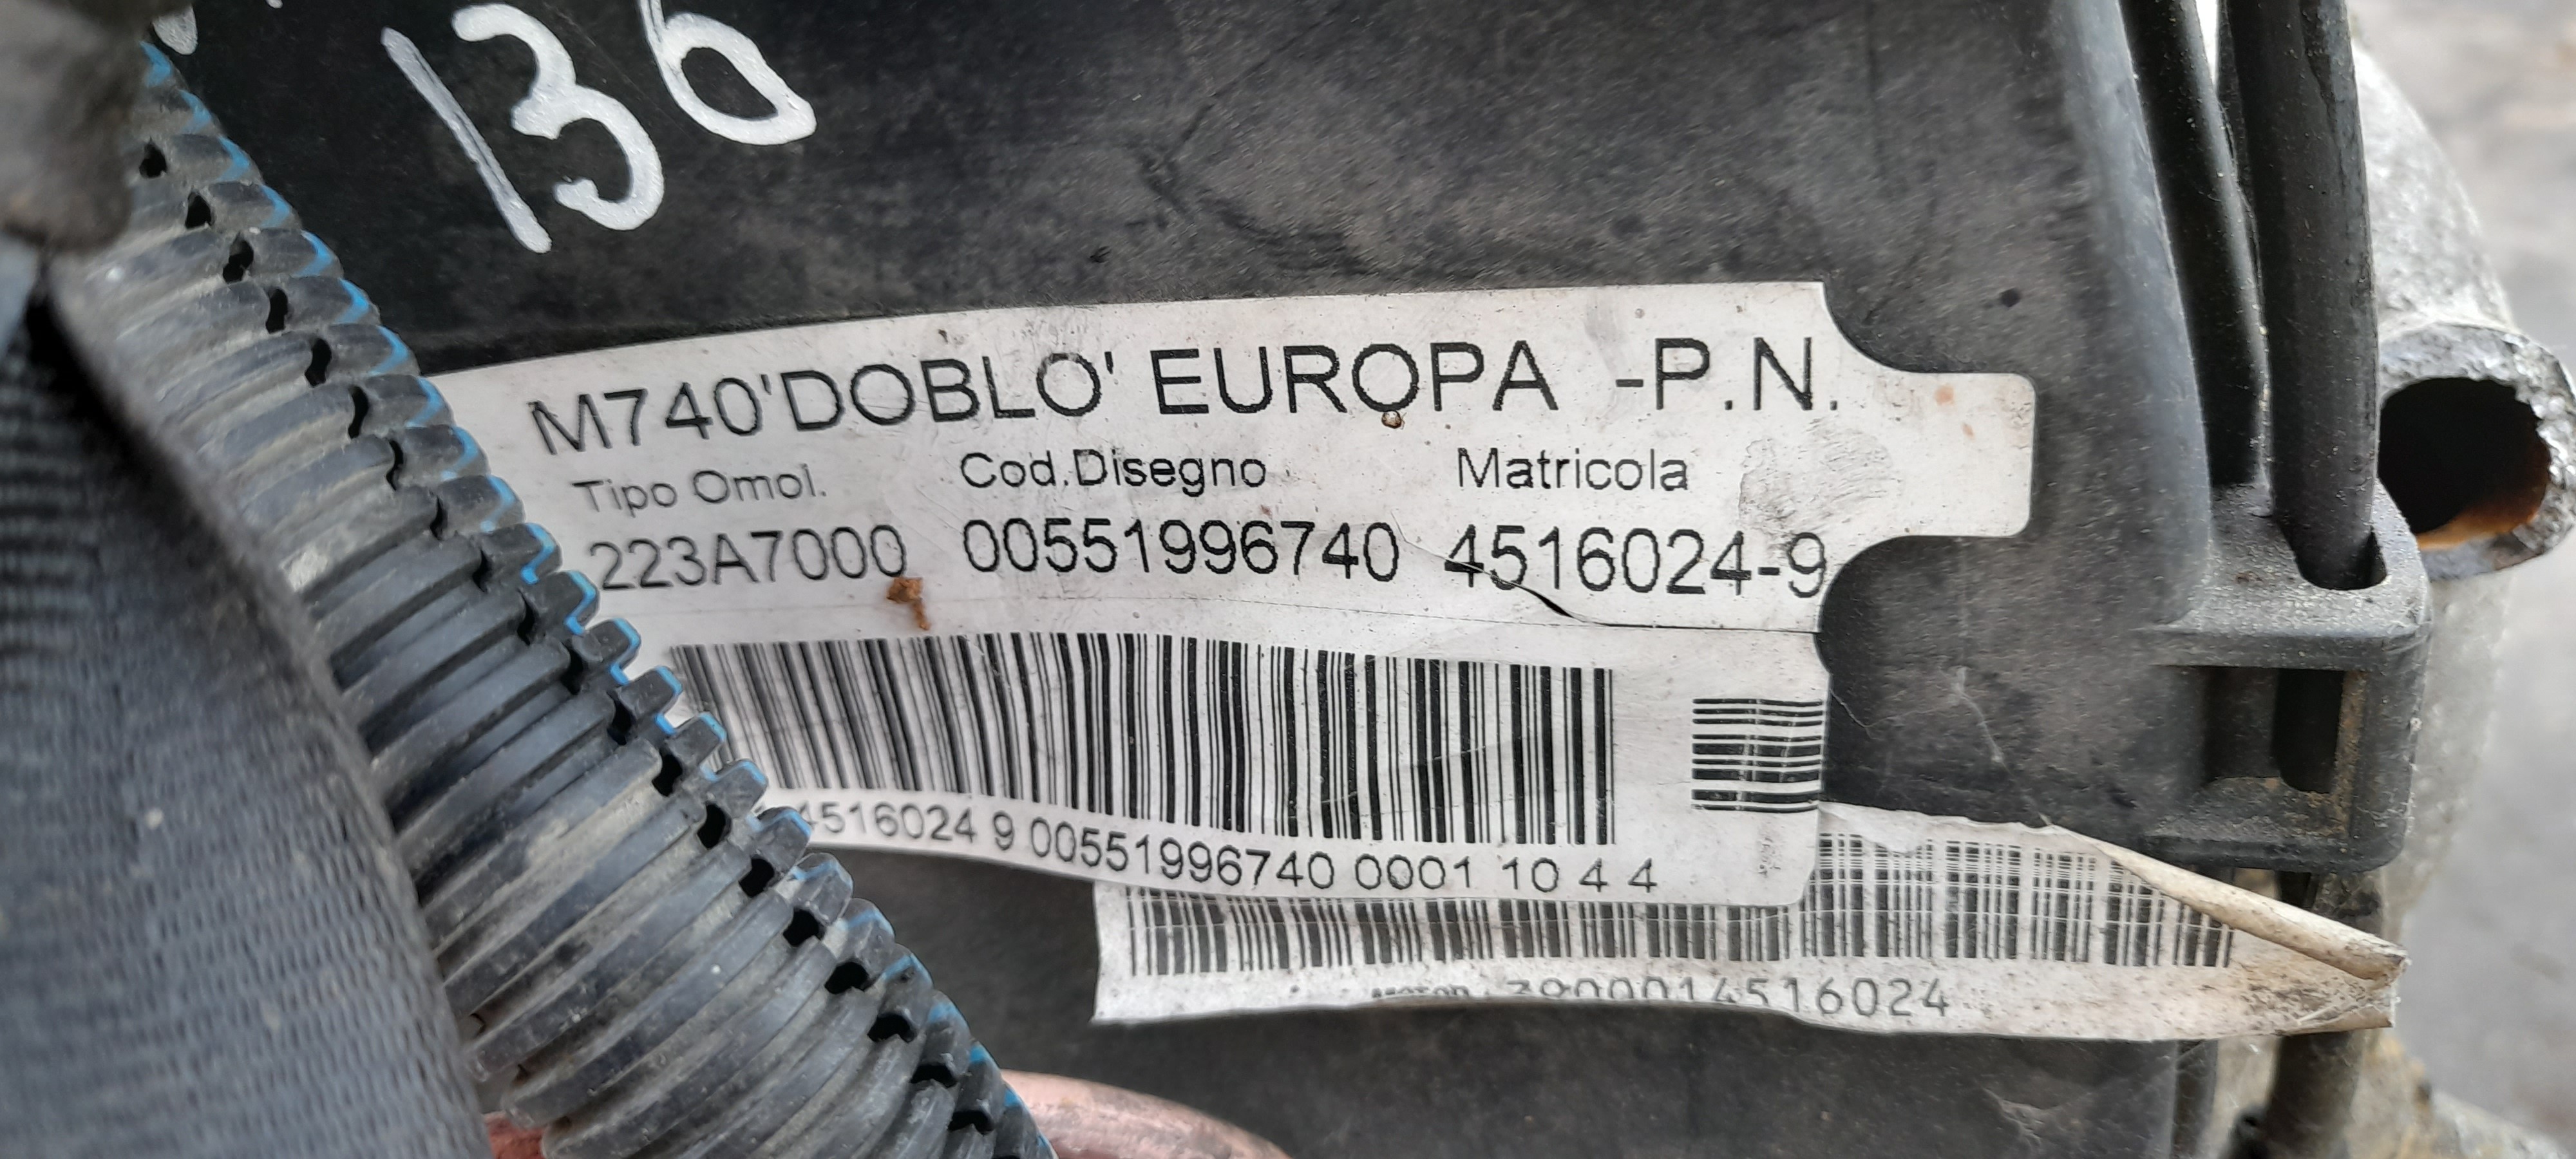 136
M740'DOBLO' EUROPA -P.N.
Tipo Omol. Cod.Disegno Matricola
223A7000 00551996740 4516024-9
4516024 9 00551996740 0001 10 4 4
3900014516024